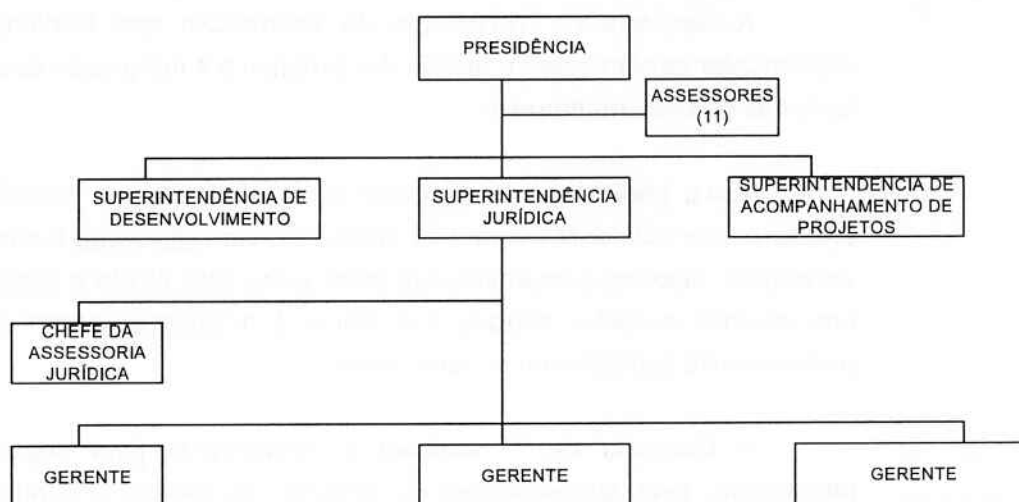 PRESIDÊNCIA
ASSESSORES
(11)
SUPERINTENDÊNCIA DE
DESENVOLVIMENTO
SUPERINTENDÊNCIA
JURÍDICA
SUPERINTENDENCIA DE
ACOMPANHAMENTO DE
PROJETOS
CHEFE DA
ASSESSORIA
JURÍDICA
GERENTE
GERENTE
GERENTE